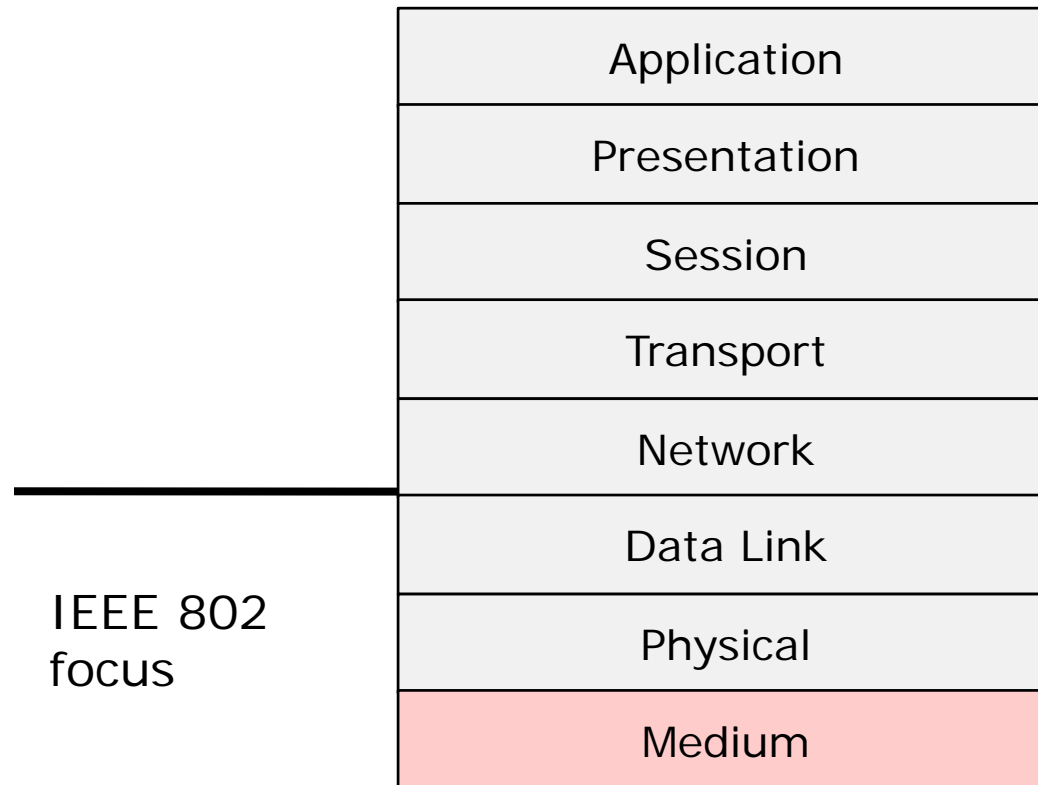 Application
Presentation
Session
Transport
Network
Data Link
IEEE 802
focus
Physical
Medium